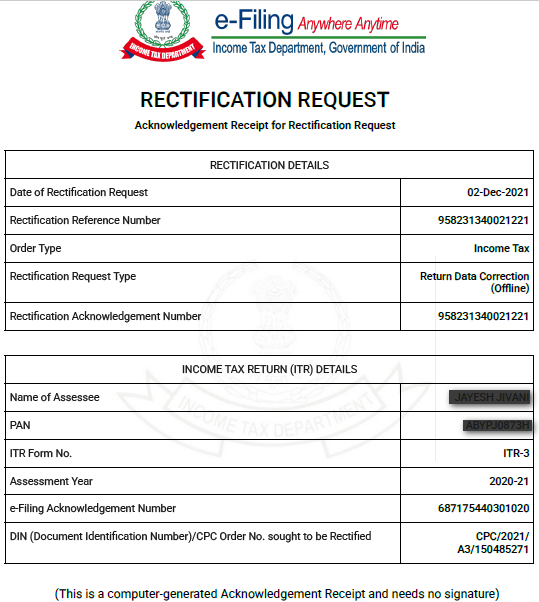 e-Filing Anywhere Anytime
Income Tax Department, Government of India
INCOME TAX DEPARTMENT
RECTIFICATION REQUEST
Acknowledgement Receipt for Rectification Request
RECTIFICATION DETAILS
Date of Rectification Request 02-Dec-2021
Rectification Reference Number 958231340021221
Order Type Income Tax
Rectification Request Type Return Data Correction
(Offline)
Rectification Acknowledgement Number 958231340021221
INCOME TAX RETURN (ITR) DETAILS
Name of Assessee
PAN
INCOME TAX DEPARTMENT
ITR Form No. ITR-3
Assessment Year 2020-21
e-Filing Acknowledgement Number 687175440301020
DIN (Document Identification Number)/CPC Order No. sought to be Rectified CPC/2021/
A3/150485271
(This is a computer-generated Acknowledgement Receipt and needs no signature)